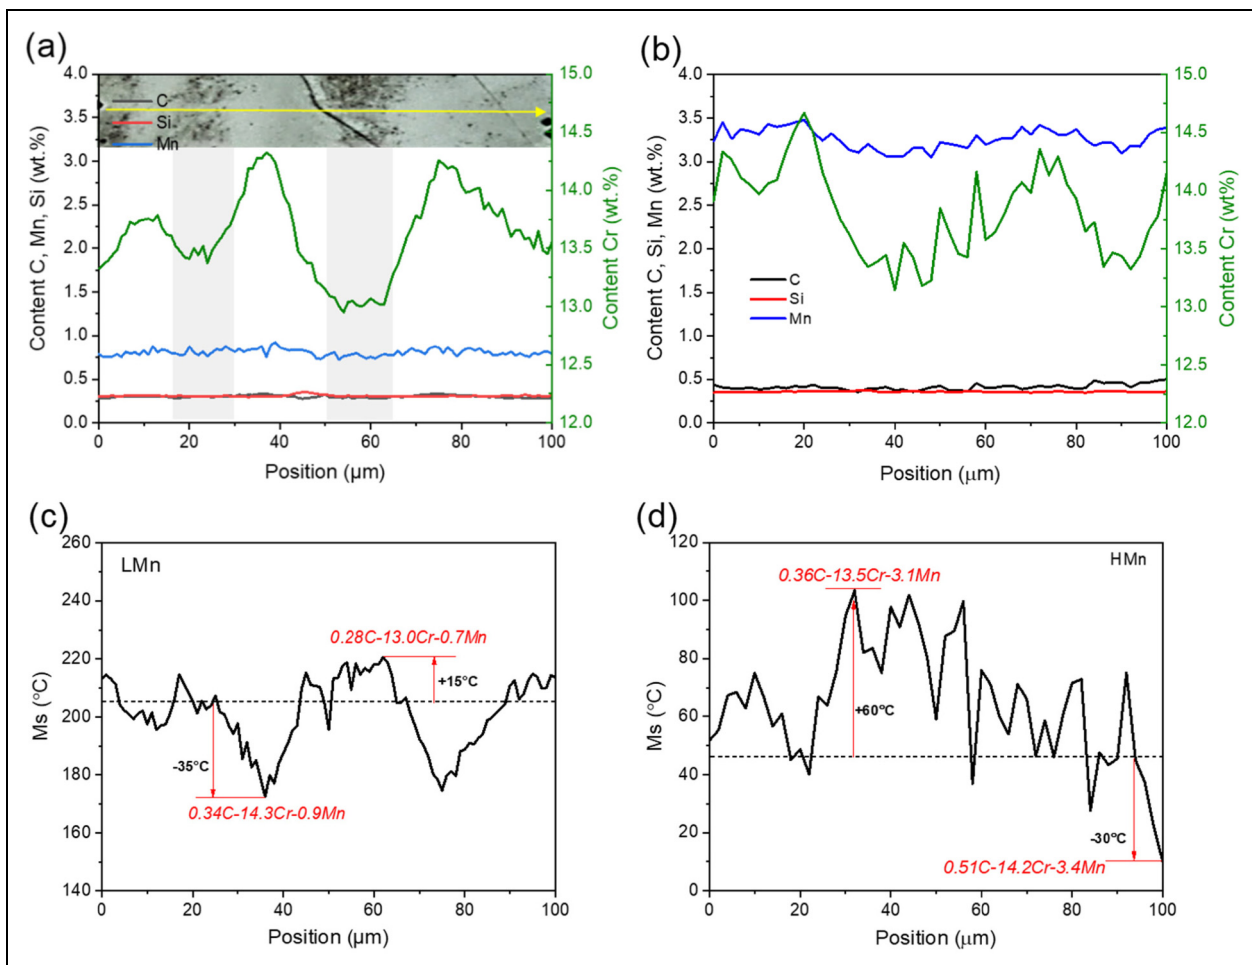 (a)
4.0
3.5
3.0
2.5
2.0
1.5
1.0
0.5
0.0
Content C, Mn, Si (wt.%)
C
Si
Mn
15.0
14.5
14.0
13.5
13.0
12.5
12.0
Content Cr (wt.%)
0 20 40 60 80 100
Position (µm)
(b)
4.0
3.5
3.0
2.5
2.0
1.5
1.0
0.5
0.0
Content C, Si, Mn (wt.%)
C
Si
Mn
15.0
14.5
14.0
13.5
13.0
12.5
12.0
Content Cr (wt%)
0 20 40 60 80 100
Position (μm)
(c)
260
240
220
200
180
160
140
Ms (°C)
LMn
0.28C-13.0Cr-0.7Mn
+15°C
-35°C
0.34C-14.3Cr-0.9Mn
0 20 40 60 80 100
Position (µm)
(d)
120
100
80
60
40
20
0
Ms (°C)
HMn
0.36C-13.5Cr-3.1Mn
+60°C
-30°C
0.51C-14.2Cr-3.4Mn
0 20 40 60 80 100
Position (μm)